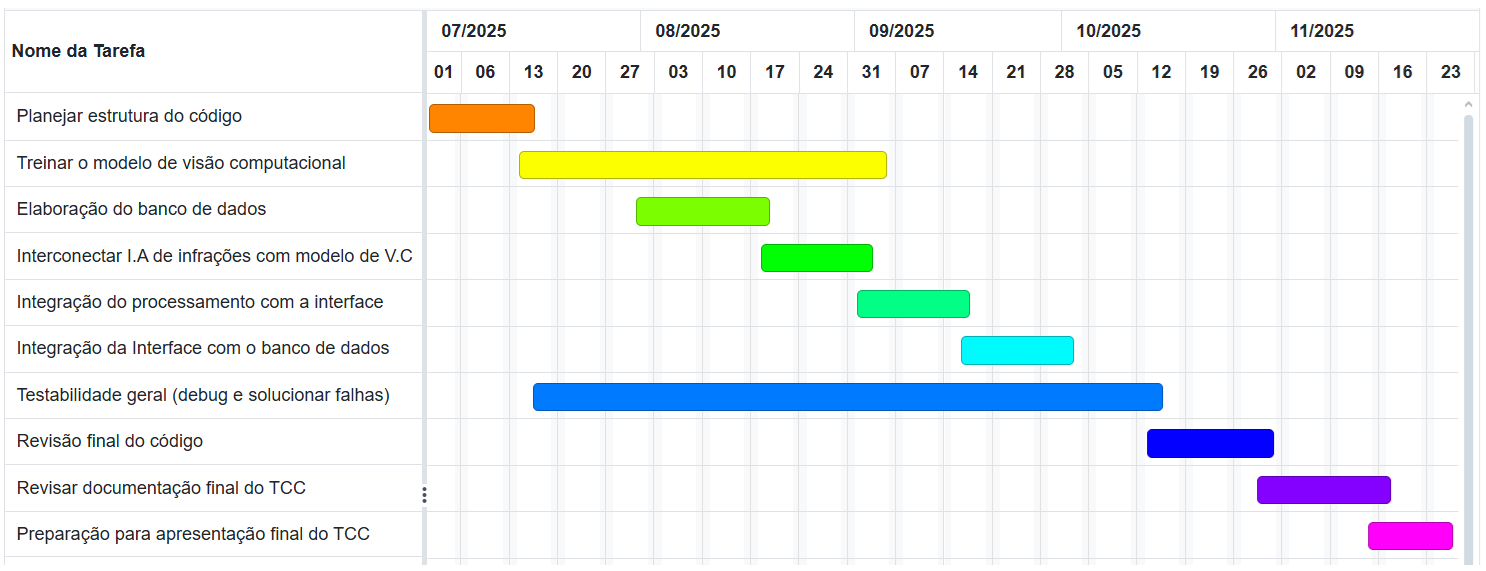 Nome da Tarefa
07/2025 08/2025 09/2025 10/2025 11/2025
01 06 13 20 27 03 10 17 24 31 07 14 21 28 05 12 19 26 02 09 16 23
Planejar estrutura do código
Treinar o modelo de visão computacional
Elaboração do banco de dados
Interconectar I.A de infrações com modelo de V.C
Integração do processamento com a interface
Integração da Interface com o banco de dados
Testabilidade geral (debug e solucionar falhas)
Revisão final do código
Revisar documentação final do TCC
Preparação para apresentação final do TCC